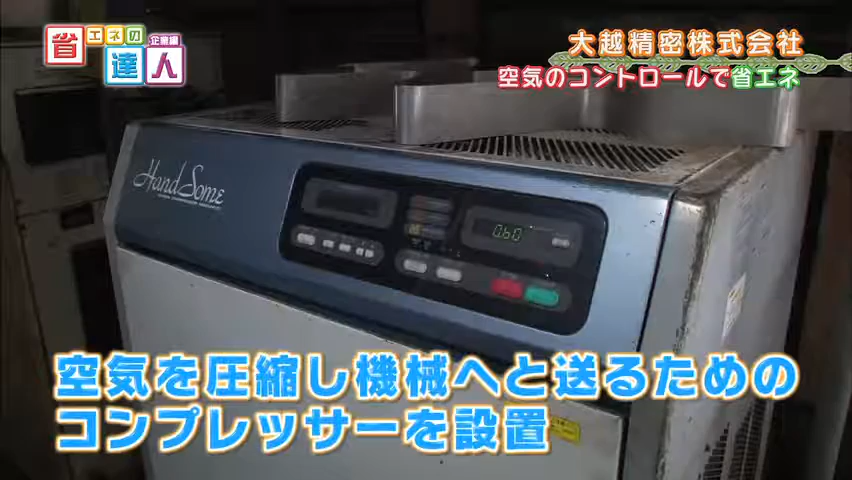 省エネの達人 企業編
大越精密株式会社
空気のコントロールで省エネ
HandSome
0.60
空気を圧縮し機械へと送るための
コンプレッサーを設置